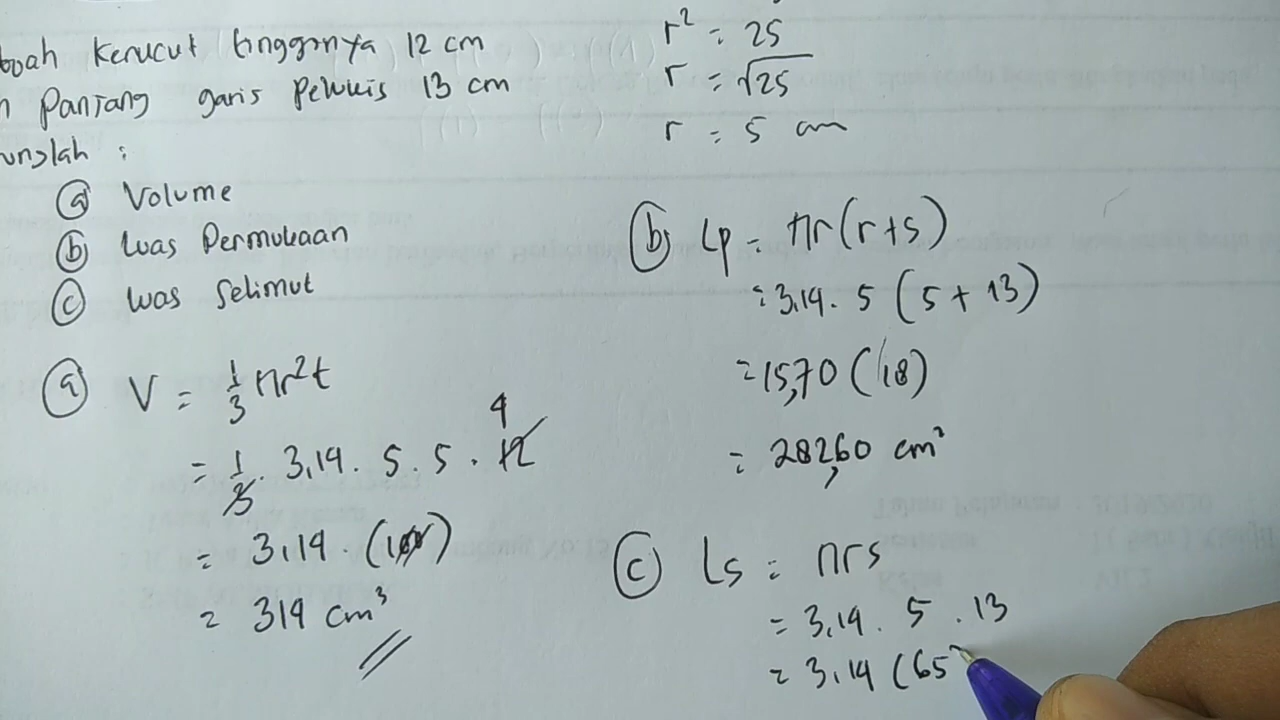 buah kerucut tingginya 12 cm
n Panjang garis Pelukis 13 cm
unglah :
a Volume
b Luas Permukaan
c Luas Selimut
r² = 25
r = √25
r = 5 cm
a V = 1/3 πr²t
= 1/3 . 3,14 . 5 . 5 . 12 4
= 3,14 . (100)
= 314 cm³
b Lp = πr(r+s)
= 3,14 . 5 (5 + 13)
= 15,70 (18)
= 282,60 cm²
c Ls = πrs
= 3,14 . 5 . 13
= 3,14 (65